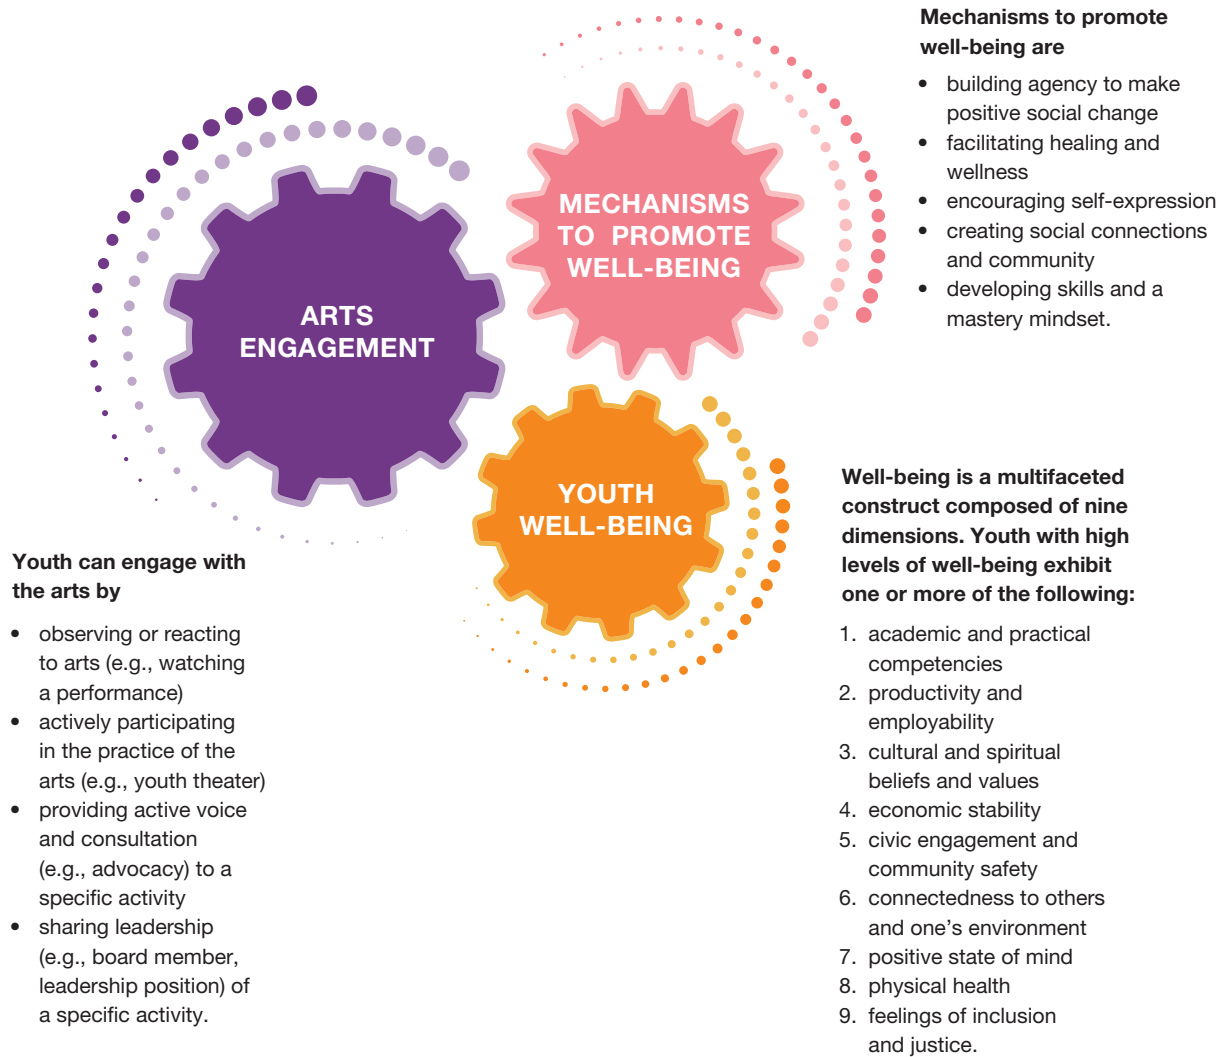 Mechanisms to promote
well-being are
• building agency to make
positive social change
• facilitating healing and
wellness
• encouraging self-expression
• creating social connections
and community
• developing skills and a
mastery mindset.
MECHANISMS
TO PROMOTE
WELL-BEING
ARTS
ENGAGEMENT
YOUTH
WELL-BEING
Youth can engage with
the arts by
• observing or reacting
to arts (e.g., watching
a performance)
• actively participating
in the practice of the
arts (e.g., youth theater)
• providing active voice
and consultation
(e.g., advocacy) to a
specific activity
• sharing leadership
(e.g., board member,
leadership position) of
a specific activity.
Well-being is a multifaceted
construct composed of nine
dimensions. Youth with high
levels of well-being exhibit
one or more of the following:
1. academic and practical
competencies
2. productivity and
employability
3. cultural and spiritual
beliefs and values
4. economic stability
5. civic engagement and
community safety
6. connectedness to others
and one’s environment
7. positive state of mind
8. physical health
9. feelings of inclusion
and justice.